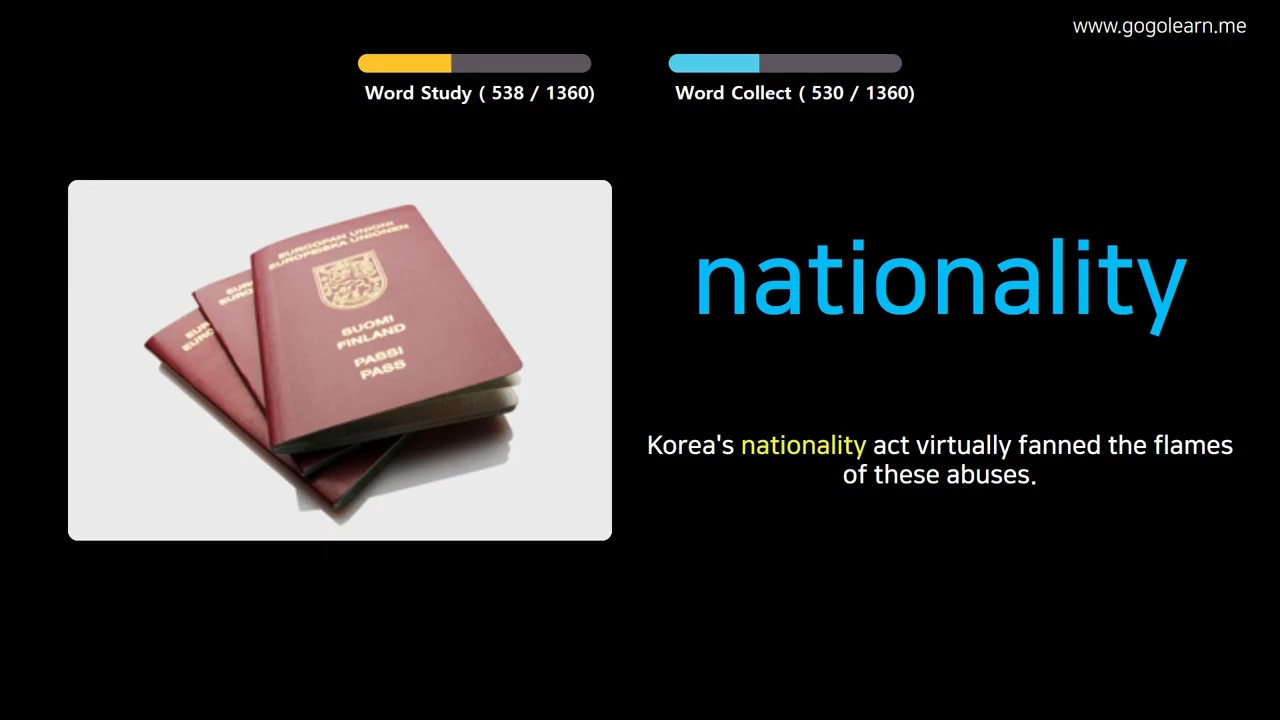 www.gogolearn.me
Word Study ( 538 / 1360)
Word Collect ( 530 / 1360)
EUROOPAN UNIONI
EUROPEISKA UNIONEN
SUOMI
FINLAND
PASSI
PASS
nationality
Korea's nationality act virtually fanned the flames
of these abuses.